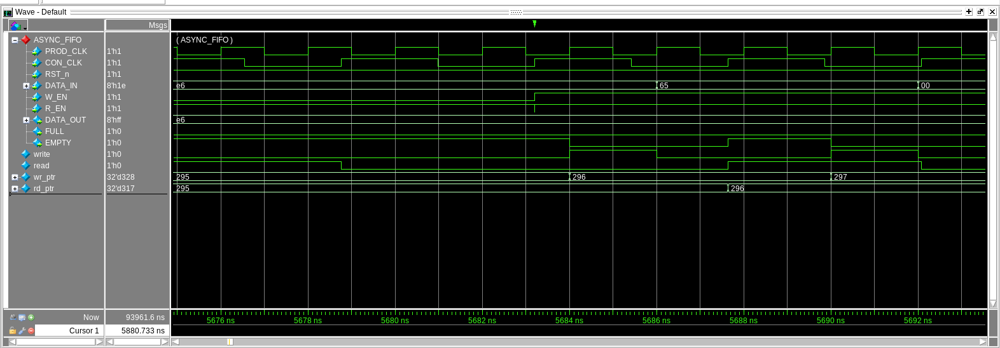 Wave - Default
Msgs
ASYNC_FIFO
( ASYNC_FIFO )
PROD_CLK 1'h1
CON_CLK 1'h1
RST_n 1'h1
DATA_IN 8'h1e e6 65 00
W_EN 1'h1
R_EN 1'h1
DATA_OUT 8'hff e6
FULL 1'h0
EMPTY 1'h0
write 1'h0
read 1'h0
wr_ptr 32'd328 295 296 297
rd_ptr 32'd317 295 296
Now 93961.6 ns 5676 ns 5678 ns 5680 ns 5682 ns 5684 ns 5686 ns 5688 ns 5690 ns 5692 ns
Cursor 1 5880.733 ns